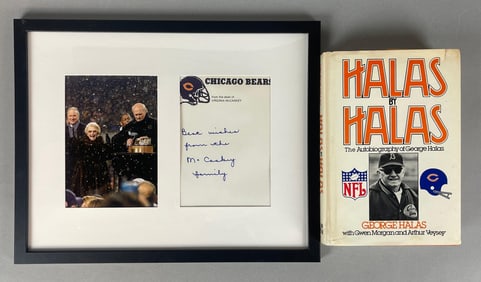 CHICAGO BEARS
From the desk of
VIRGINIA McCASKEY
Best wishes
from the
McCaskey
family
HALAS
BY
HALAS
The Autobiography of George Halas
NFL
B
C
GEORGE HALAS
with Gwen Morgan and Arthur Veysey